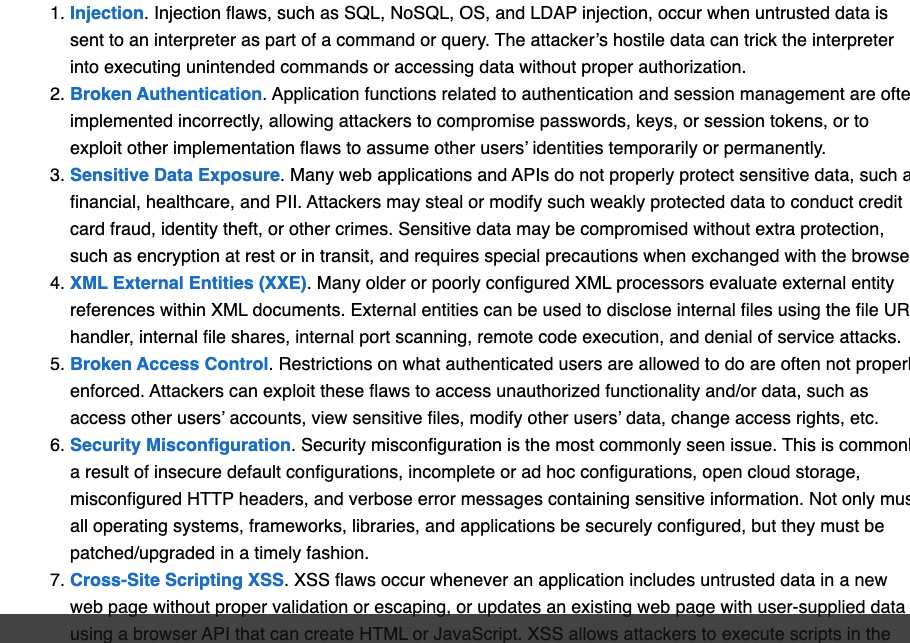 1. Injection. Injection flaws, such as SQL, NoSQL, OS, and LDAP injection, occur when untrusted data is
sent to an interpreter as part of a command or query. The attacker's hostile data can trick the interpreter
into executing unintended commands or accessing data without proper authorization.
2. Broken Authentication. Application functions related to authentication and session management are ofte
implemented incorrectly, allowing attackers to compromise passwords, keys, or session tokens, or to
exploit other implementation flaws to assume other users' identities temporarily or permanently.
3. Sensitive Data Exposure. Many web applications and APIs do not properly protect sensitive data, such a
financial, healthcare, and PII. Attackers may steal or modify such weakly protected data to conduct credit
card fraud, identity theft, or other crimes. Sensitive data may be compromised without extra protection,
such as encryption at rest or in transit, and requires special precautions when exchanged with the browse
4. XML External Entities (XXE). Many older or poorly configured XML processors evaluate external entity
references within XML documents. External entities can be used to disclose internal files using the file UR
handler, internal file shares, internal port scanning, remote code execution, and denial of service attacks.
5. Broken Access Control. Restrictions on what authenticated users are allowed to do are often not properl
enforced. Attackers can exploit these flaws to access unauthorized functionality and/or data, such as
access other users' accounts, view sensitive files, modify other users' data, change access rights, etc.
6. Security Misconfiguration. Security misconfiguration is the most commonly seen issue. This is commonl
a result of insecure default configurations, incomplete or ad hoc configurations, open cloud storage,
misconfigured HTTP headers, and verbose error messages containing sensitive information. Not only mus
all operating systems, frameworks, libraries, and applications be securely configured, but they must be
patched/upgraded in a timely fashion.
7. Cross-Site Scripting XSS. XSS flaws occur whenever an application includes untrusted data in a new
web page without proper validation or escaping, or updates an existing web page with user-supplied data
using a browser API that can create HTML or JavaScript. XSS allows attackers to execute scripts in the